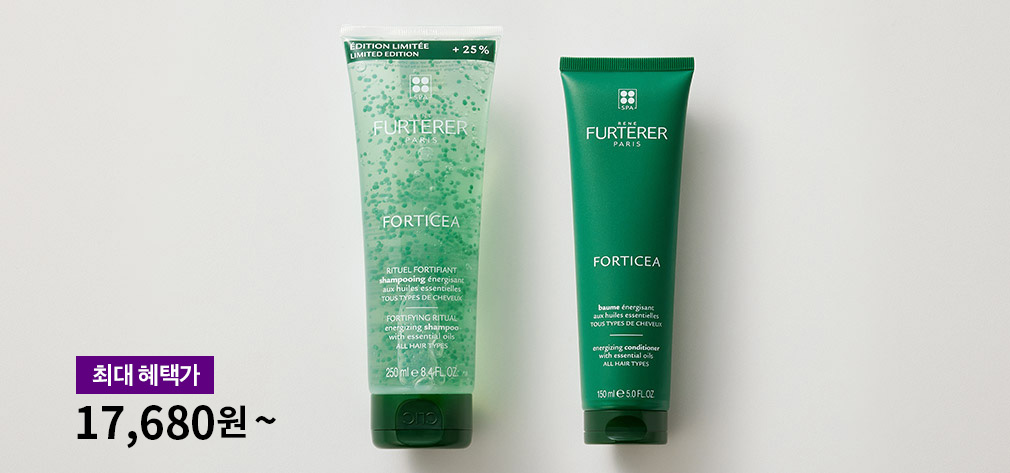 ÉDITION LIMITÉE
LIMITED EDITION
+ 25%
SPA
FURTERER
PARIS
FORTICEA
RITUEL FORTIFIANT
shampooing énergisant
aux huiles essentielles
TOUS TYPES DE CHEVEUX
FORTIFYING RITUAL
energizing shampoo
with essential oils
ALL HAIR TYPES
250 ml e 8.4 FL.OZ
SPA
RENE
FURTERER
PARIS
FORTICEA
baume énergisant
aux huiles essentielles
TOUS TYPES DE CHEVEUX
energizing conditioner
with essential oils
ALL HAIR TYPES
150 ml e 5.0 FL.OZ
최대 혜택가
17,680원 ~